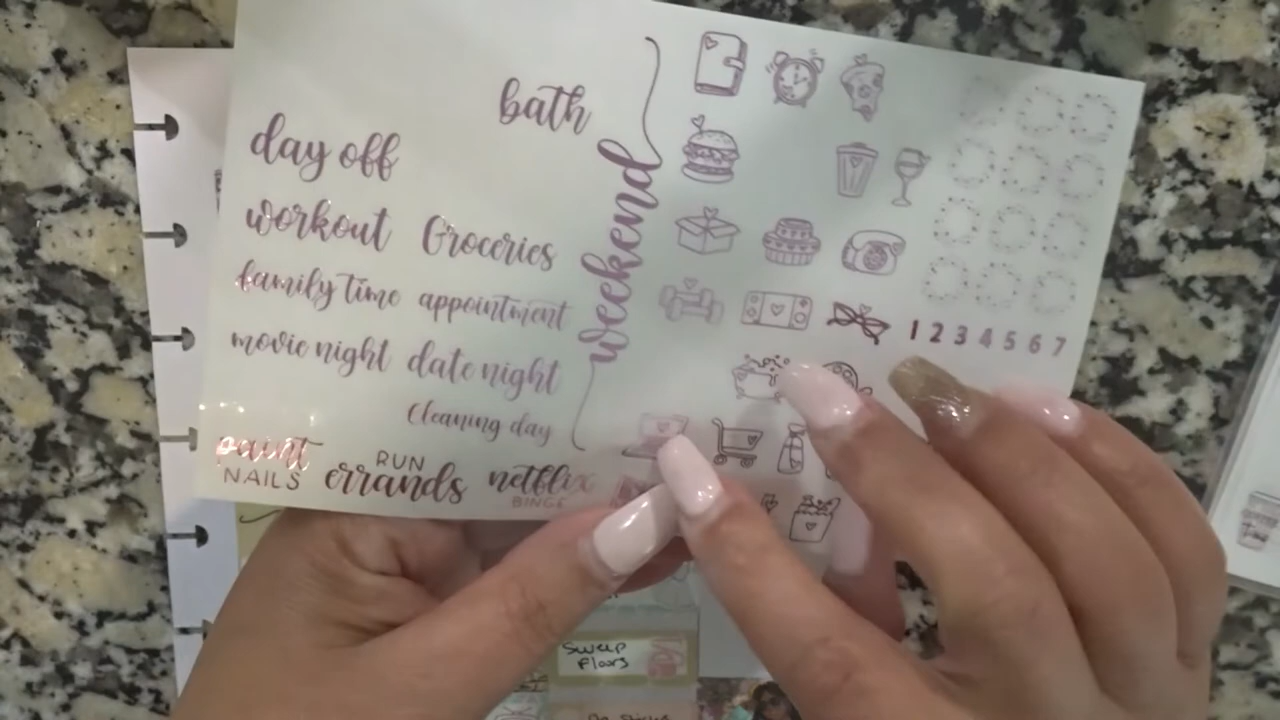 bath
day off
weekend
workout Groceries
family time appointment
movie night date night
Cleaning day
1 2 3 4 5 6 7
paint
NAILS
RUN
errands
netflix
BINGE
Sweep
Floors